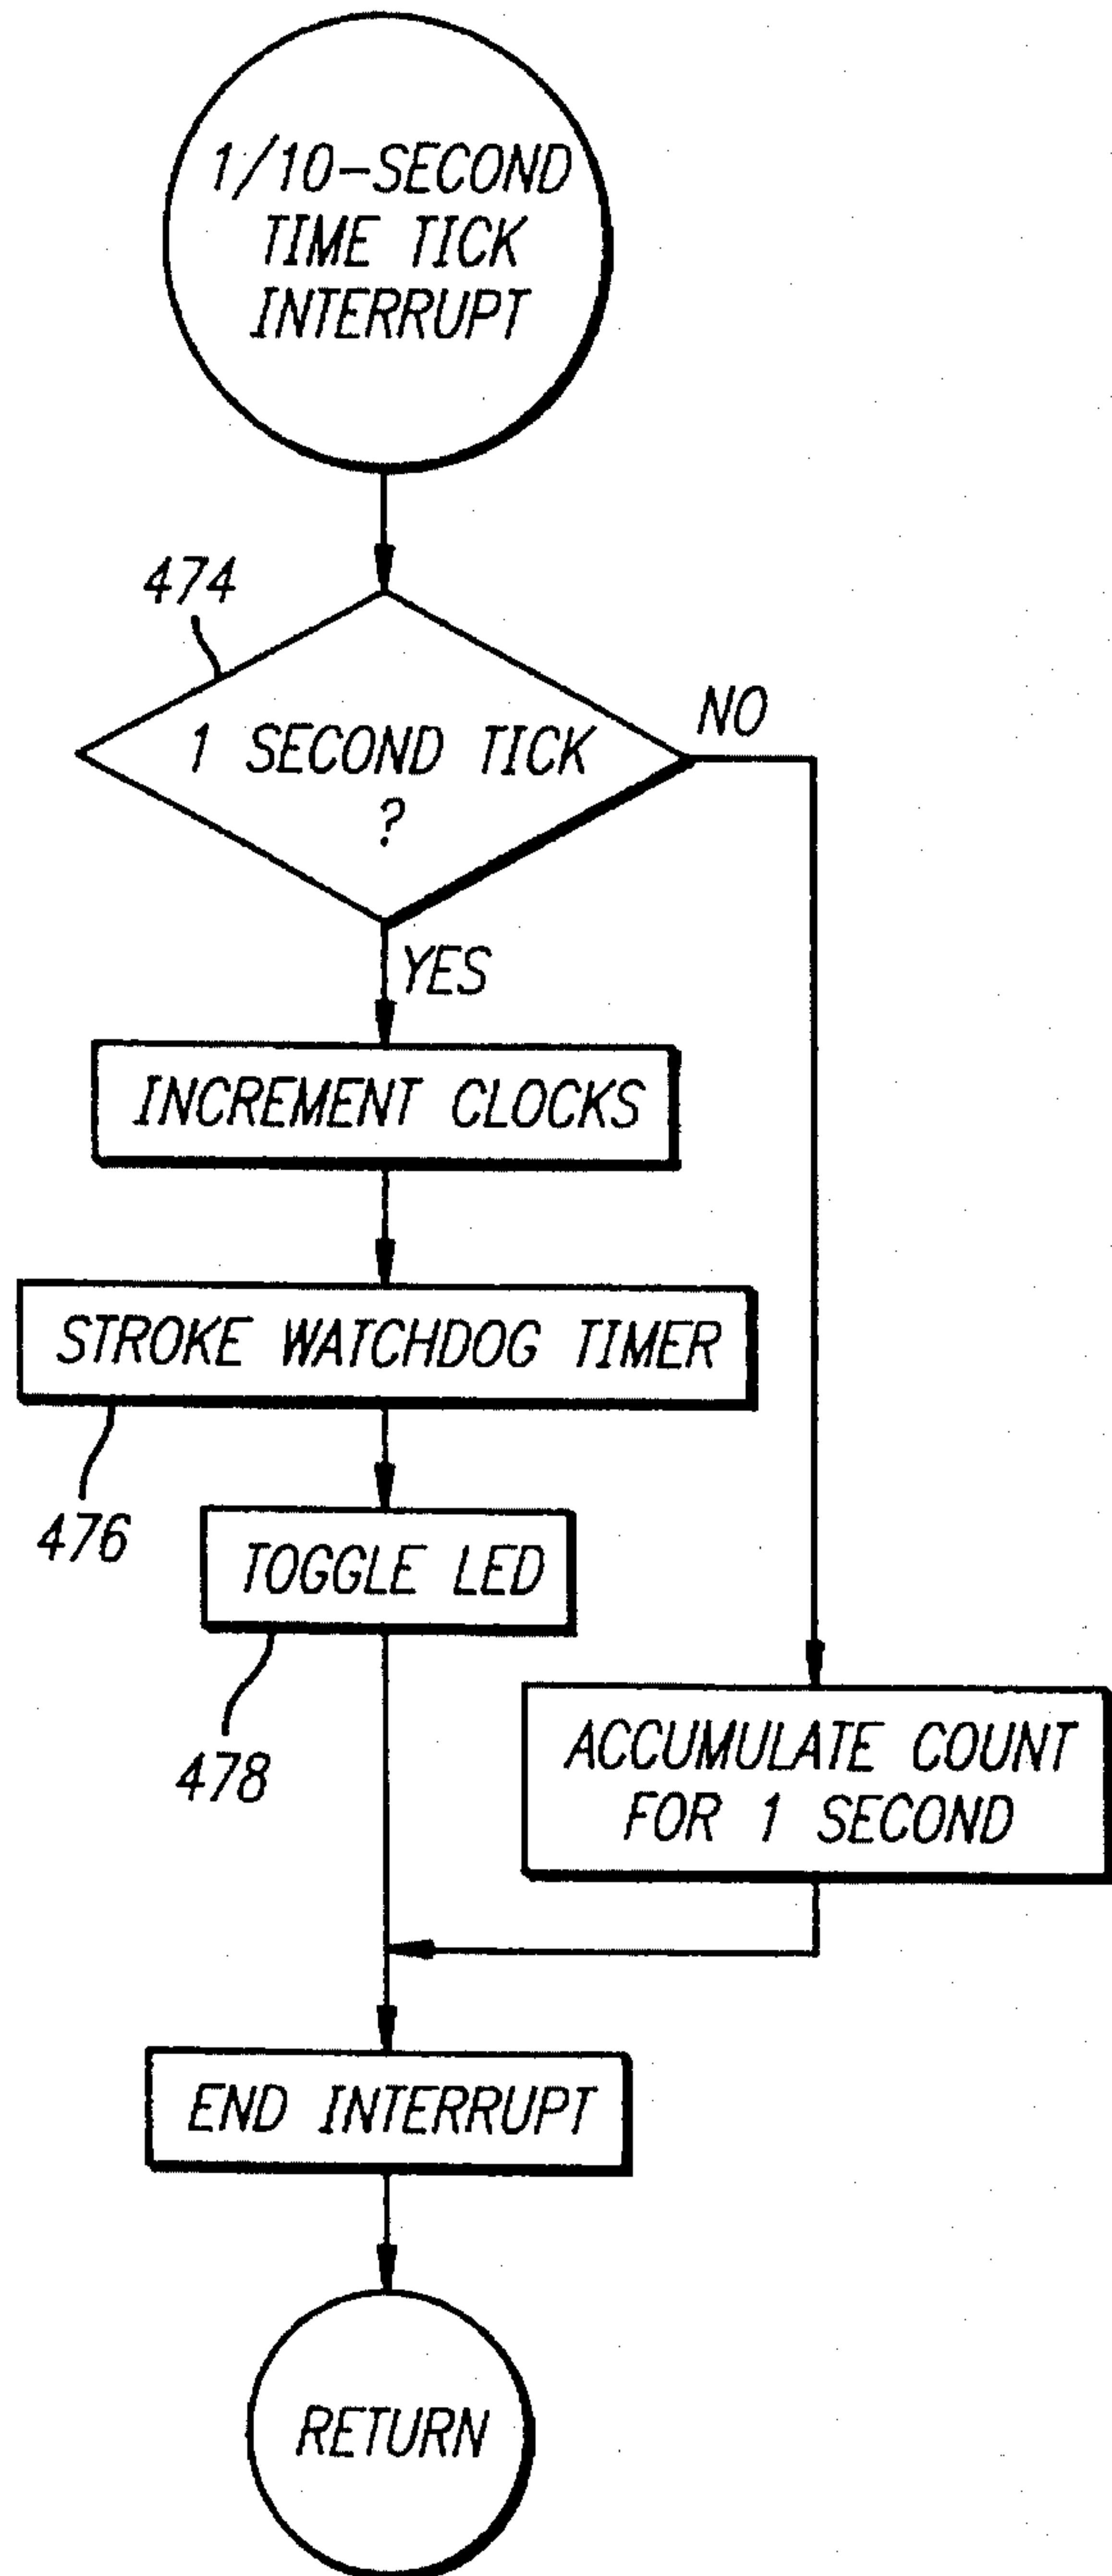 1/10-SECOND
TIME TICK
INTERRUPT
474
1 SECOND TICK
?
NO
YES
INCREMENT CLOCKS
STROKE WATCHDOG TIMER
476
TOGGLE LED
478
ACCUMULATE COUNT
FOR 1 SECOND
END INTERRUPT
RETURN